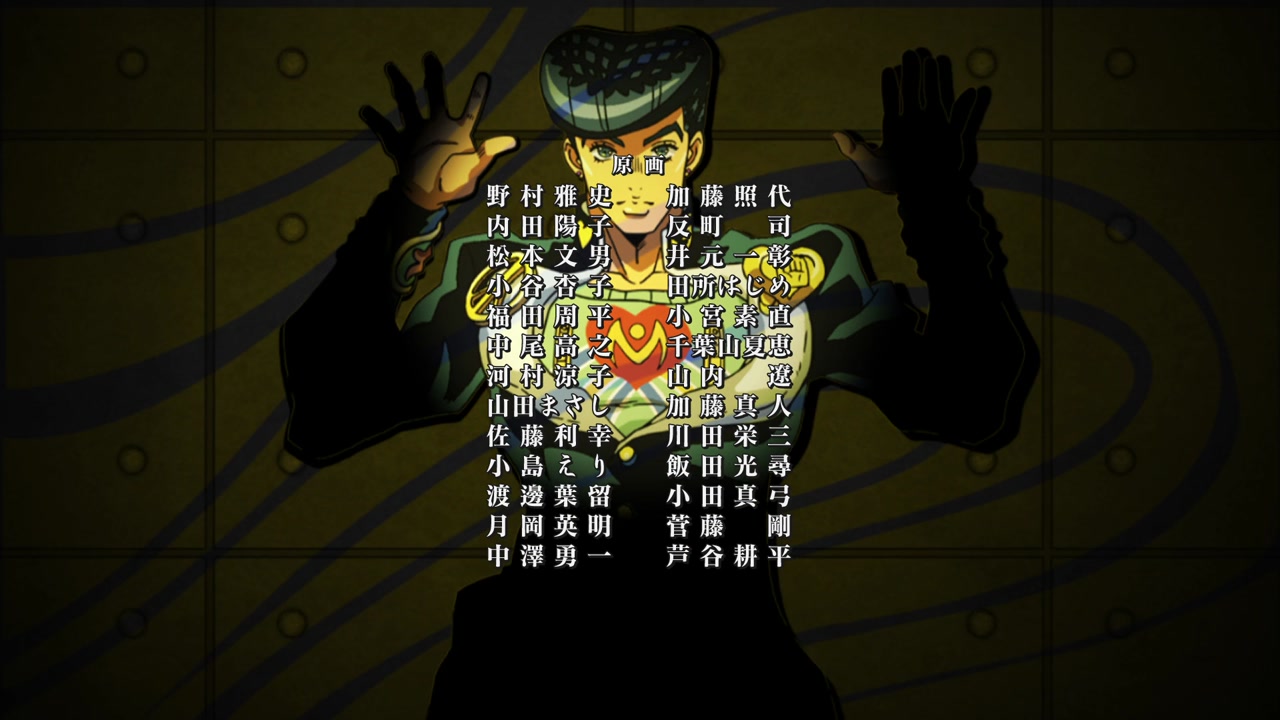 原画
野村雅史 加藤照代
内田陽子 反町司
松本文男 井元一彰
小谷杏子 田所はじめ
福田周平 小宮素直
中尾高之 千葉山夏恵
河村涼子 山内遼
山田まさし 加藤真人
佐藤利幸 川田栄三
小島えり 飯田光尋
渡邊葉留 小田真弓
月岡英明 菅藤剛
中澤勇一 芦谷耕平